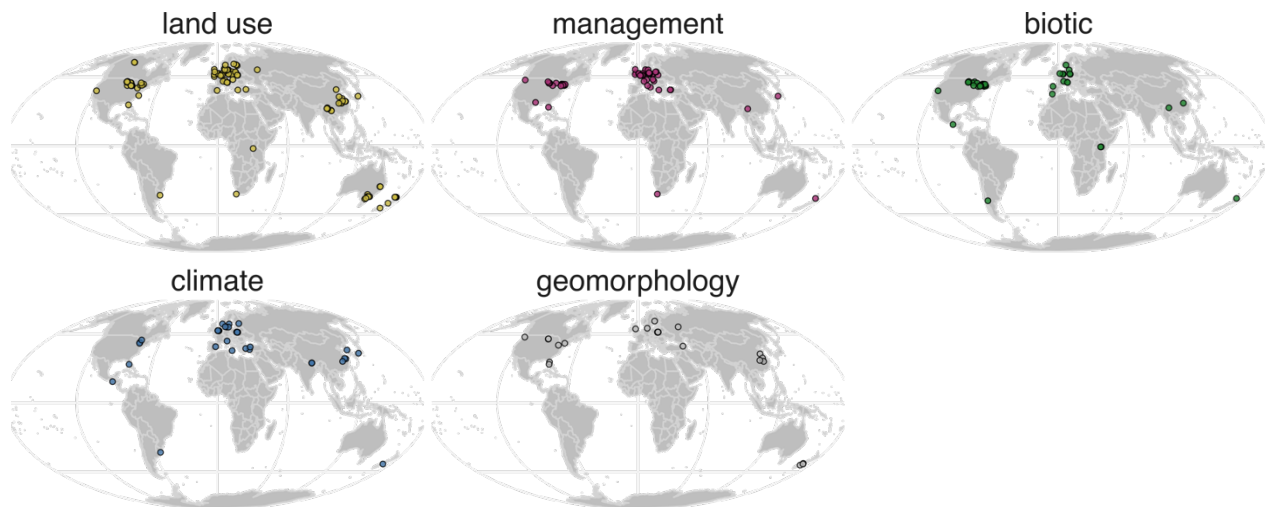 land use
management
biotic
climate
geomorphology